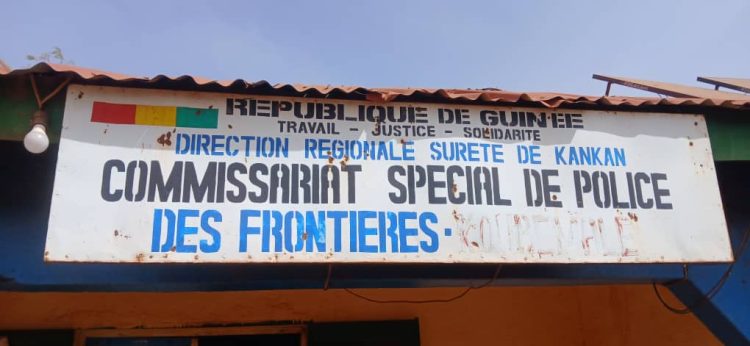 REPUBLIQUE DE GUINEE
TRAVAIL - JUSTICE - SOLIDARITE
DIRECTION REGIONALE SURETE DE KANKAN
COMMISSARIAT SPECIAL DE POLICE
DES FRONTIERES-